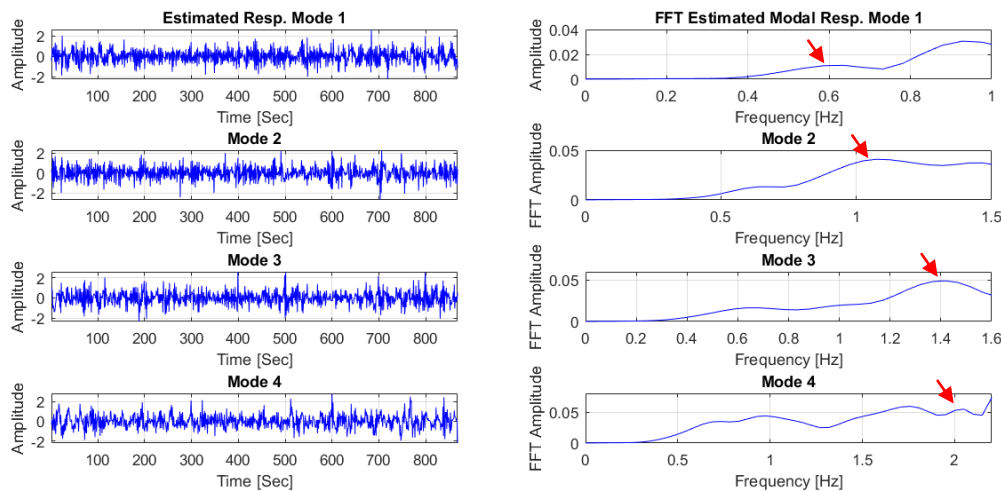 Estimated Resp. Mode 1
Amplitude
2
0
-2
100 200 300 400 500 600 700 800
Time [Sec]
FFT Estimated Modal Resp. Mode 1
Amplitude
0.04
0.02
0
0 0.2 0.4 0.6 0.8 1
Frequency [Hz]
Mode 2
Amplitude
2
0
-2
100 200 300 400 500 600 700 800
Time [Sec]
Mode 2
FFT Amplitude
0.05
0
0 0.5 1 1.5
Frequency [Hz]
Mode 3
Amplitude
2
0
-2
100 200 300 400 500 600 700 800
Time [Sec]
Mode 3
FFT Amplitude
0.05
0
0 0.2 0.4 0.6 0.8 1 1.2 1.4 1.6
Frequency [Hz]
Mode 4
Amplitude
2
0
-2
100 200 300 400 500 600 700 800
Time [Sec]
Mode 4
FFT Amplitude
0.05
0
0 0.5 1 1.5 2
Frequency [Hz]